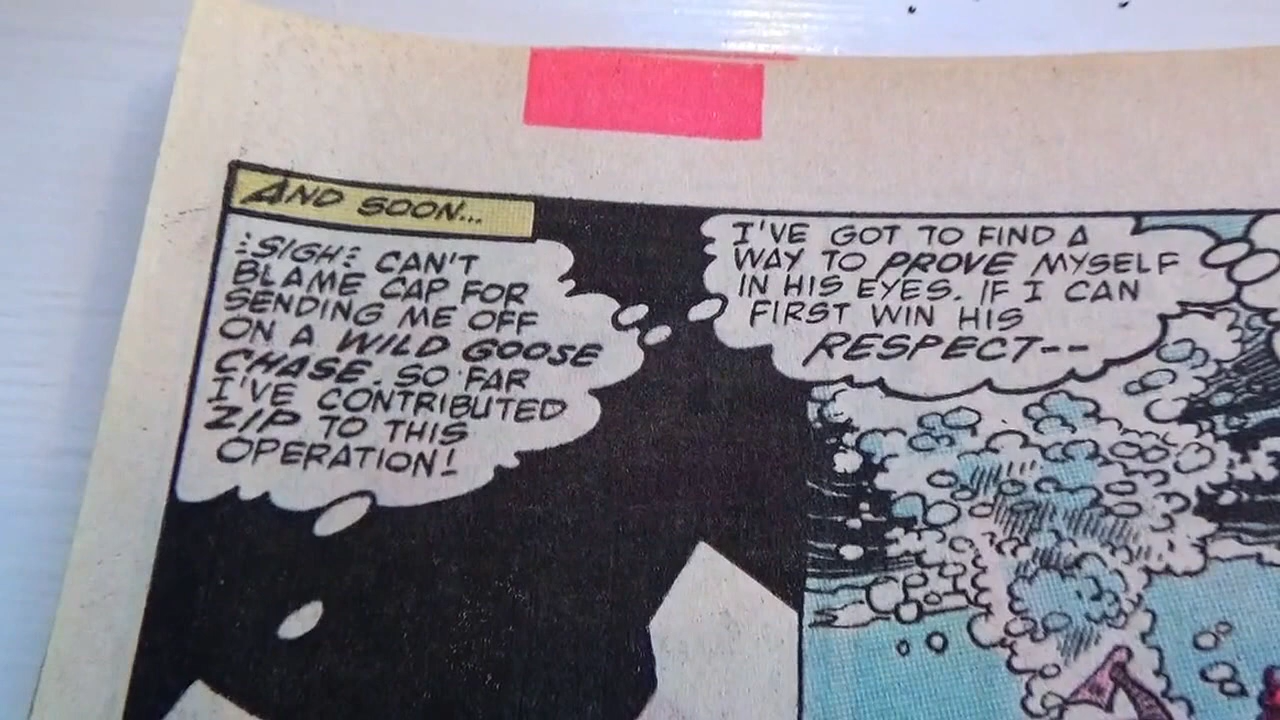 AND SOON...
:SIGH: CAN'T
BLAME CAP FOR
SENDING ME OFF
ON A WILD GOOSE
CHASE. SO FAR
I'VE CONTRIBUTED
ZIP TO THIS
OPERATION!
I'VE GOT TO FIND A
WAY TO PROVE MYSELF
IN HIS EYES. IF I CAN
FIRST WIN HIS
RESPECT--